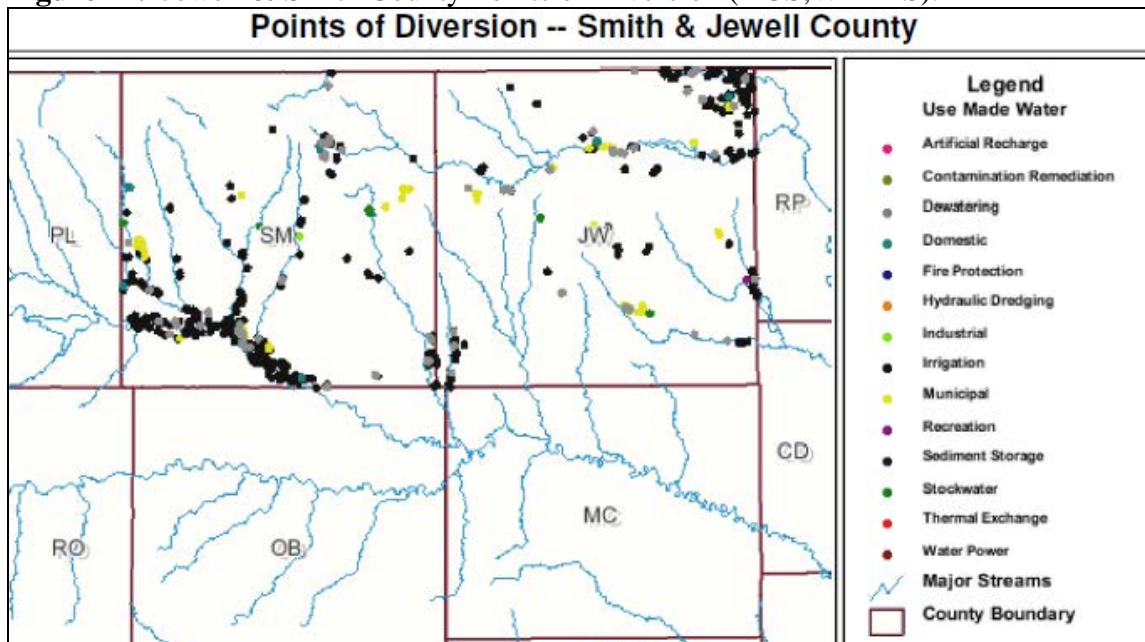 Points of Diversion -- Smith & Jewell County
Legend
Use Made Water
Artificial Recharge
Contamination Remediation
Dewatering
Domestic
Fire Protection
Hydraulic Dredging
Industrial
Irrigation
Municipal
Recreation
Sediment Storage
Stockwater
Thermal Exchange
Water Power
Major Streams
County Boundary
PL
SM
JW
RP
CD
RO
OB
MC